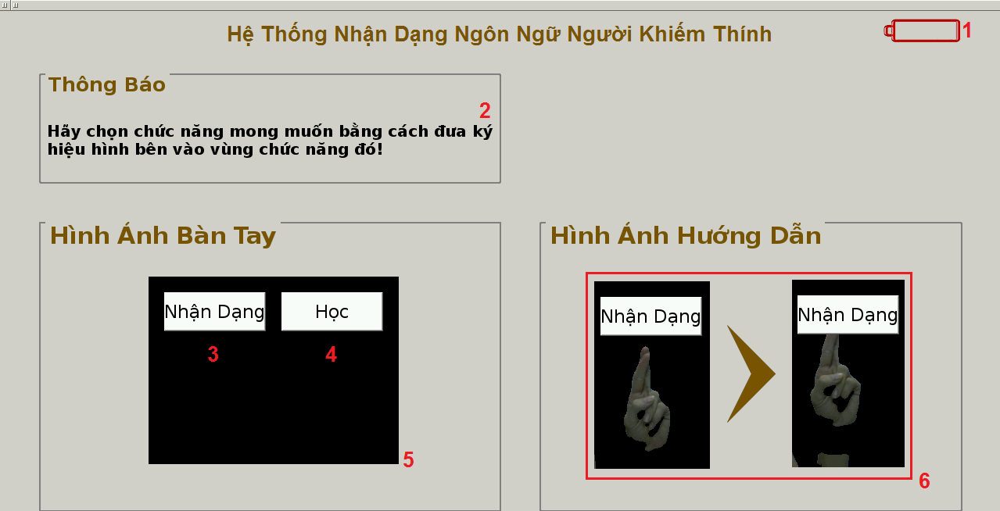 Hệ Thống Nhận Dạng Ngôn Ngữ Người Khiếm Thính
1
Thông Báo
2
Hãy chọn chức năng mong muốn bằng cách đưa ký
hiệu hình bên vào vùng chức năng đó!
Hình Ảnh Bàn Tay
Nhận Dạng
Học
3
4
5
Hình Ảnh Hướng Dẫn
Nhận Dạng
Nhận Dạng
6